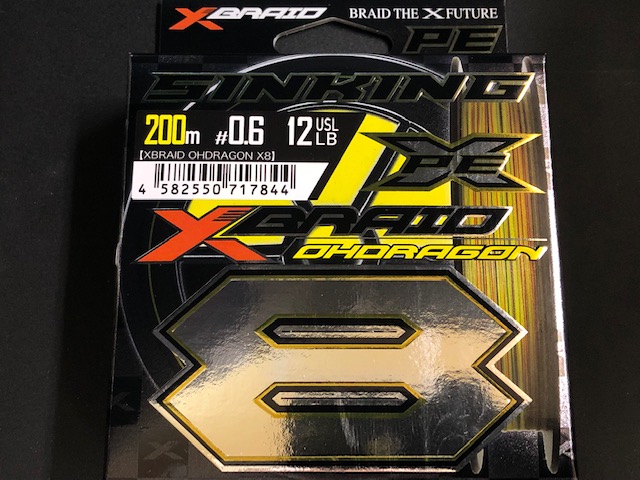 XBRAID BRAID THE X FUTURE
PE
SINKING
200m #0.6 12 USL LB
【XBRAID OHDRAGON X8】
4 582550 717844
X PE
XBRAID
OHDRAGON
8